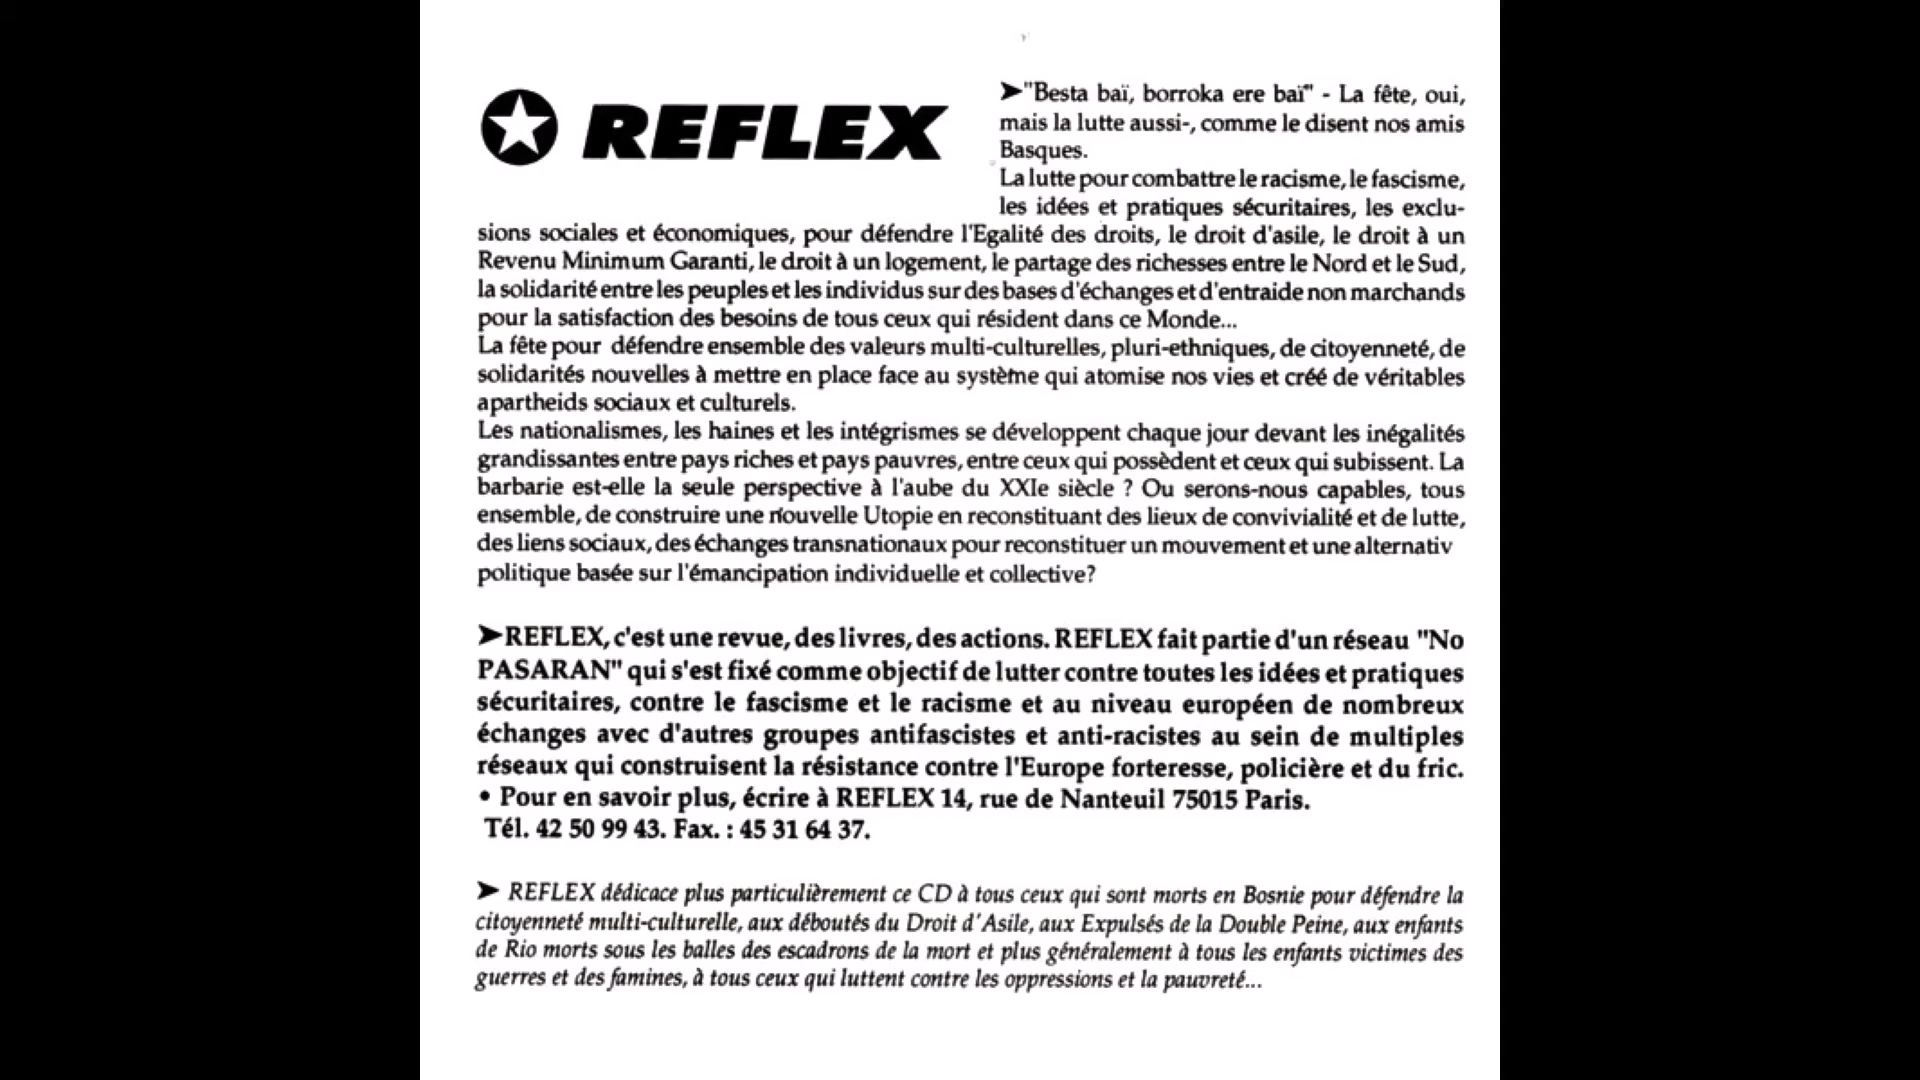 REFLEX
➤"Besta baï, borroka ere baï" - La fête, oui,
mais la lutte aussi-, comme le disent nos amis
Basques.
La lutte pour combattre le racisme, le fascisme,
les idées et pratiques sécuritaires, les exclu-
sions sociales et économiques, pour défendre l'Egalité des droits, le droit d'asile, le droit à un
Revenu Minimum Garanti, le droit à un logement, le partage des richesses entre le Nord et le Sud,
la solidarité entre les peuples et les individus sur des bases d'échanges et d'entraide non marchands
pour la satisfaction des besoins de tous ceux qui résident dans ce Monde...
La fête pour défendre ensemble des valeurs multi-culturelles, pluri-ethniques, de citoyenneté, de
solidarités nouvelles à mettre en place face au système qui atomise nos vies et créé de véritables
apartheids sociaux et culturels.
Les nationalismes, les haines et les intégrismes se développent chaque jour devant les inégalités
grandissantes entre pays riches et pays pauvres, entre ceux qui possèdent et ceux qui subissent. La
barbarie est-elle la seule perspective à l'aube du XXIe siècle ? Ou serons-nous capables, tous
ensemble, de construire une nouvelle Utopie en reconstituant des lieux de convivialité et de lutte,
des liens sociaux, des échanges transnationaux pour reconstituer un mouvement et une alternativ
politique basée sur l'émancipation individuelle et collective?
➤REFLEX, c'est une revue, des livres, des actions. REFLEX fait partie d'un réseau "No
PASARAN" qui s'est fixé comme objectif de lutter contre toutes les idées et pratiques
sécuritaires, contre le fascisme et le racisme et au niveau européen de nombreux
échanges avec d'autres groupes antifascistes et anti-racistes au sein de multiples
réseaux qui construisent la résistance contre l'Europe forteresse, policière et du fric.
• Pour en savoir plus, écrire à REFLEX 14, rue de Nanteuil 75015 Paris.
Tél. 42 50 99 43. Fax. : 45 31 64 37.
➤ REFLEX dédicace plus particulièrement ce CD à tous ceux qui sont morts en Bosnie pour défendre la
citoyenneté multi-culturelle, aux déboutés du Droit d'Asile, aux Expulsés de la Double Peine, aux enfants
de Rio morts sous les balles des escadrons de la mort et plus généralement à tous les enfants victimes des
guerres et des famines, à tous ceux qui luttent contre les oppressions et la pauvreté...